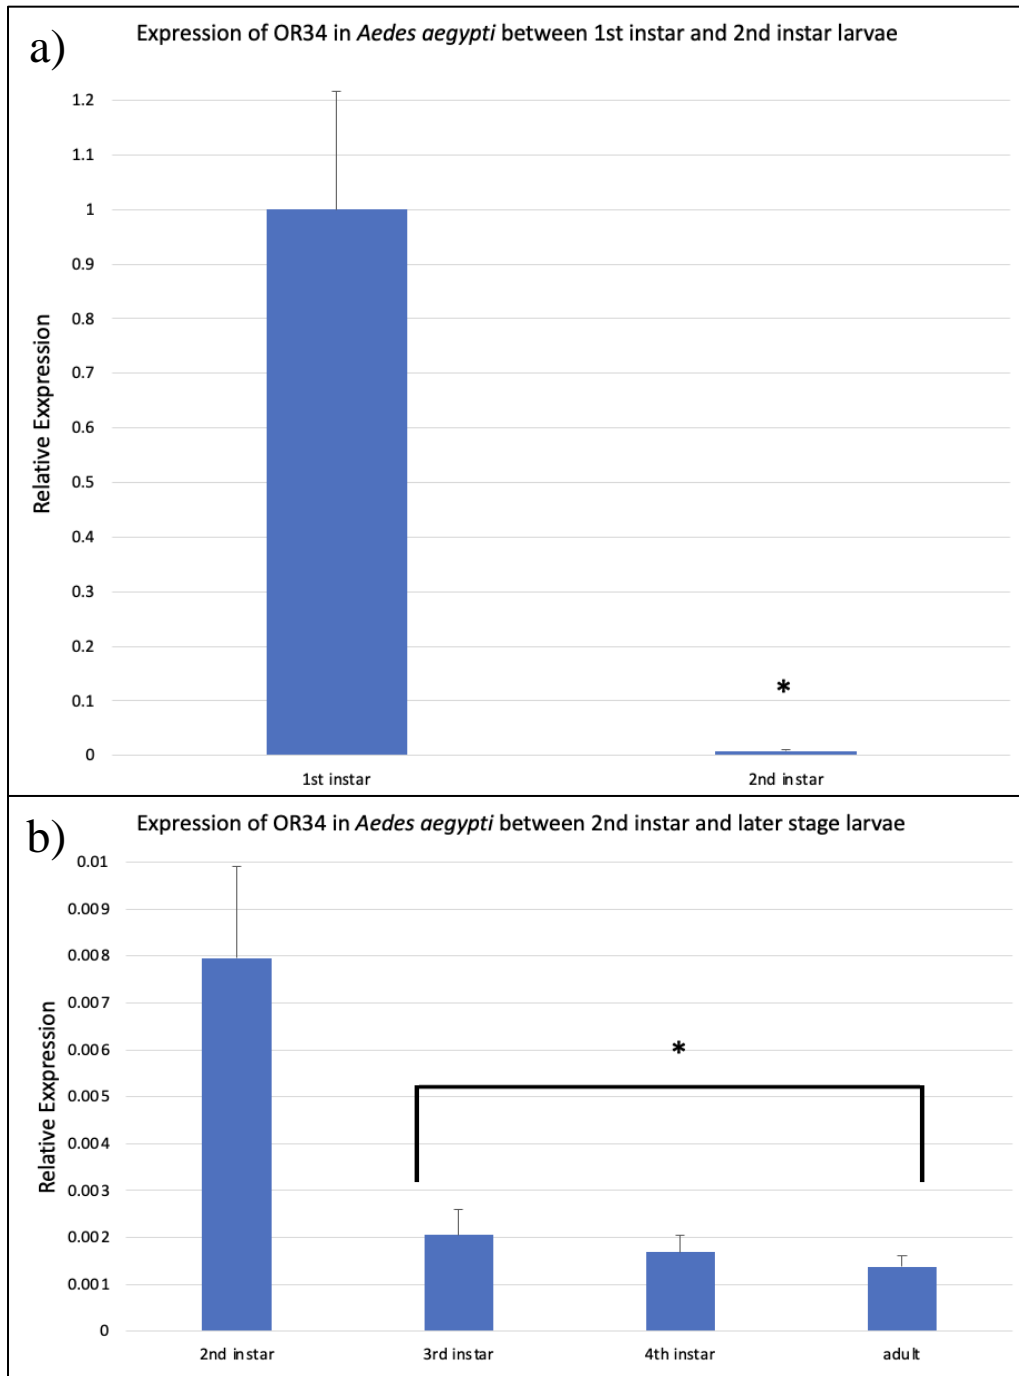 a)
Expression of OR34 in Aedes aegypti between 1st instar and 2nd instar larvae
Relative Exxpression
1.2
1.1
1
0.9
0.8
0.7
0.6
0.5
0.4
0.3
0.2
0.1
0
*
1st instar
2nd instar
b)
Expression of OR34 in Aedes aegypti between 2nd instar and later stage larvae
Relative Exxpression
0.01
0.009
0.008
0.007
0.006
0.005
0.004
0.003
0.002
0.001
0
*
2nd instar
3rd instar
4th instar
adult